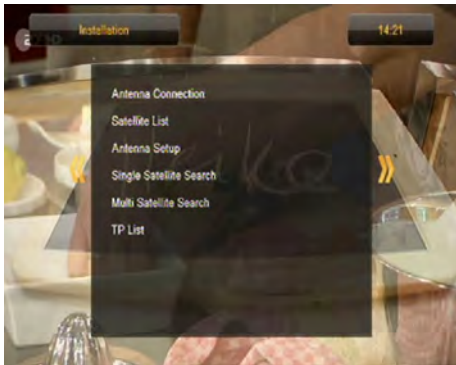 Installation
14:21
Antenna Connection
Satellite List
Antenna Setup
Single Satellite Search
Multi Satellite Search
TP List